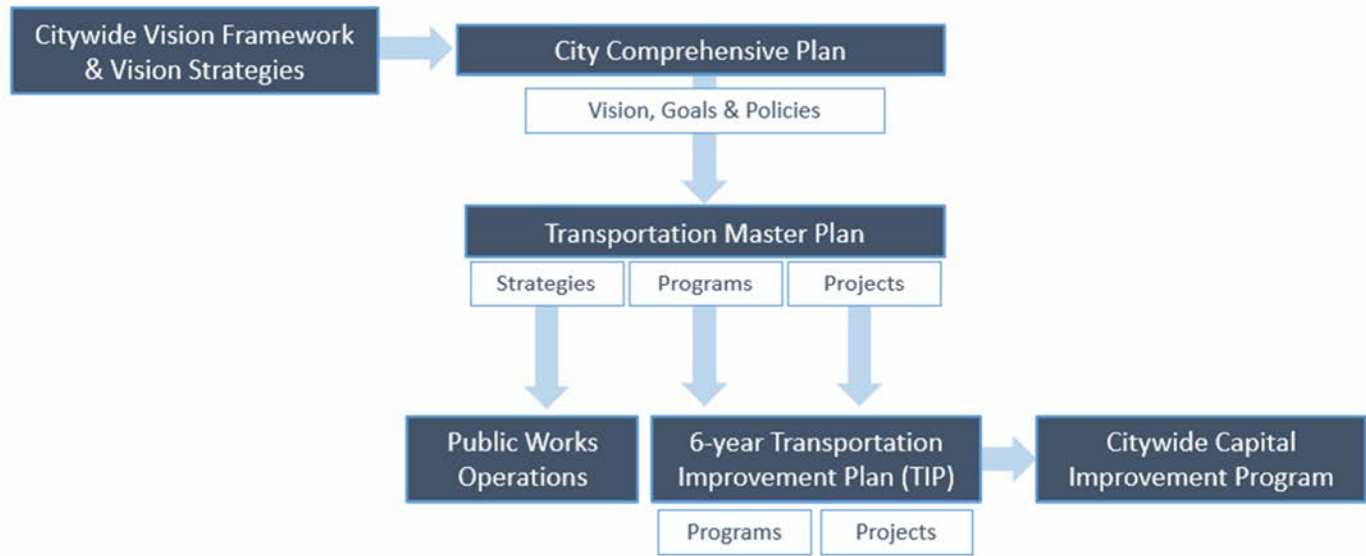 Citywide Vision Framework
& Vision Strategies
City Comprehensive Plan
Vision, Goals & Policies
Transportation Master Plan
Strategies
Programs
Projects
Public Works
Operations
6-year Transportation
Improvement Plan (TIP)
Citywide Capital
Improvement Program
Programs
Projects